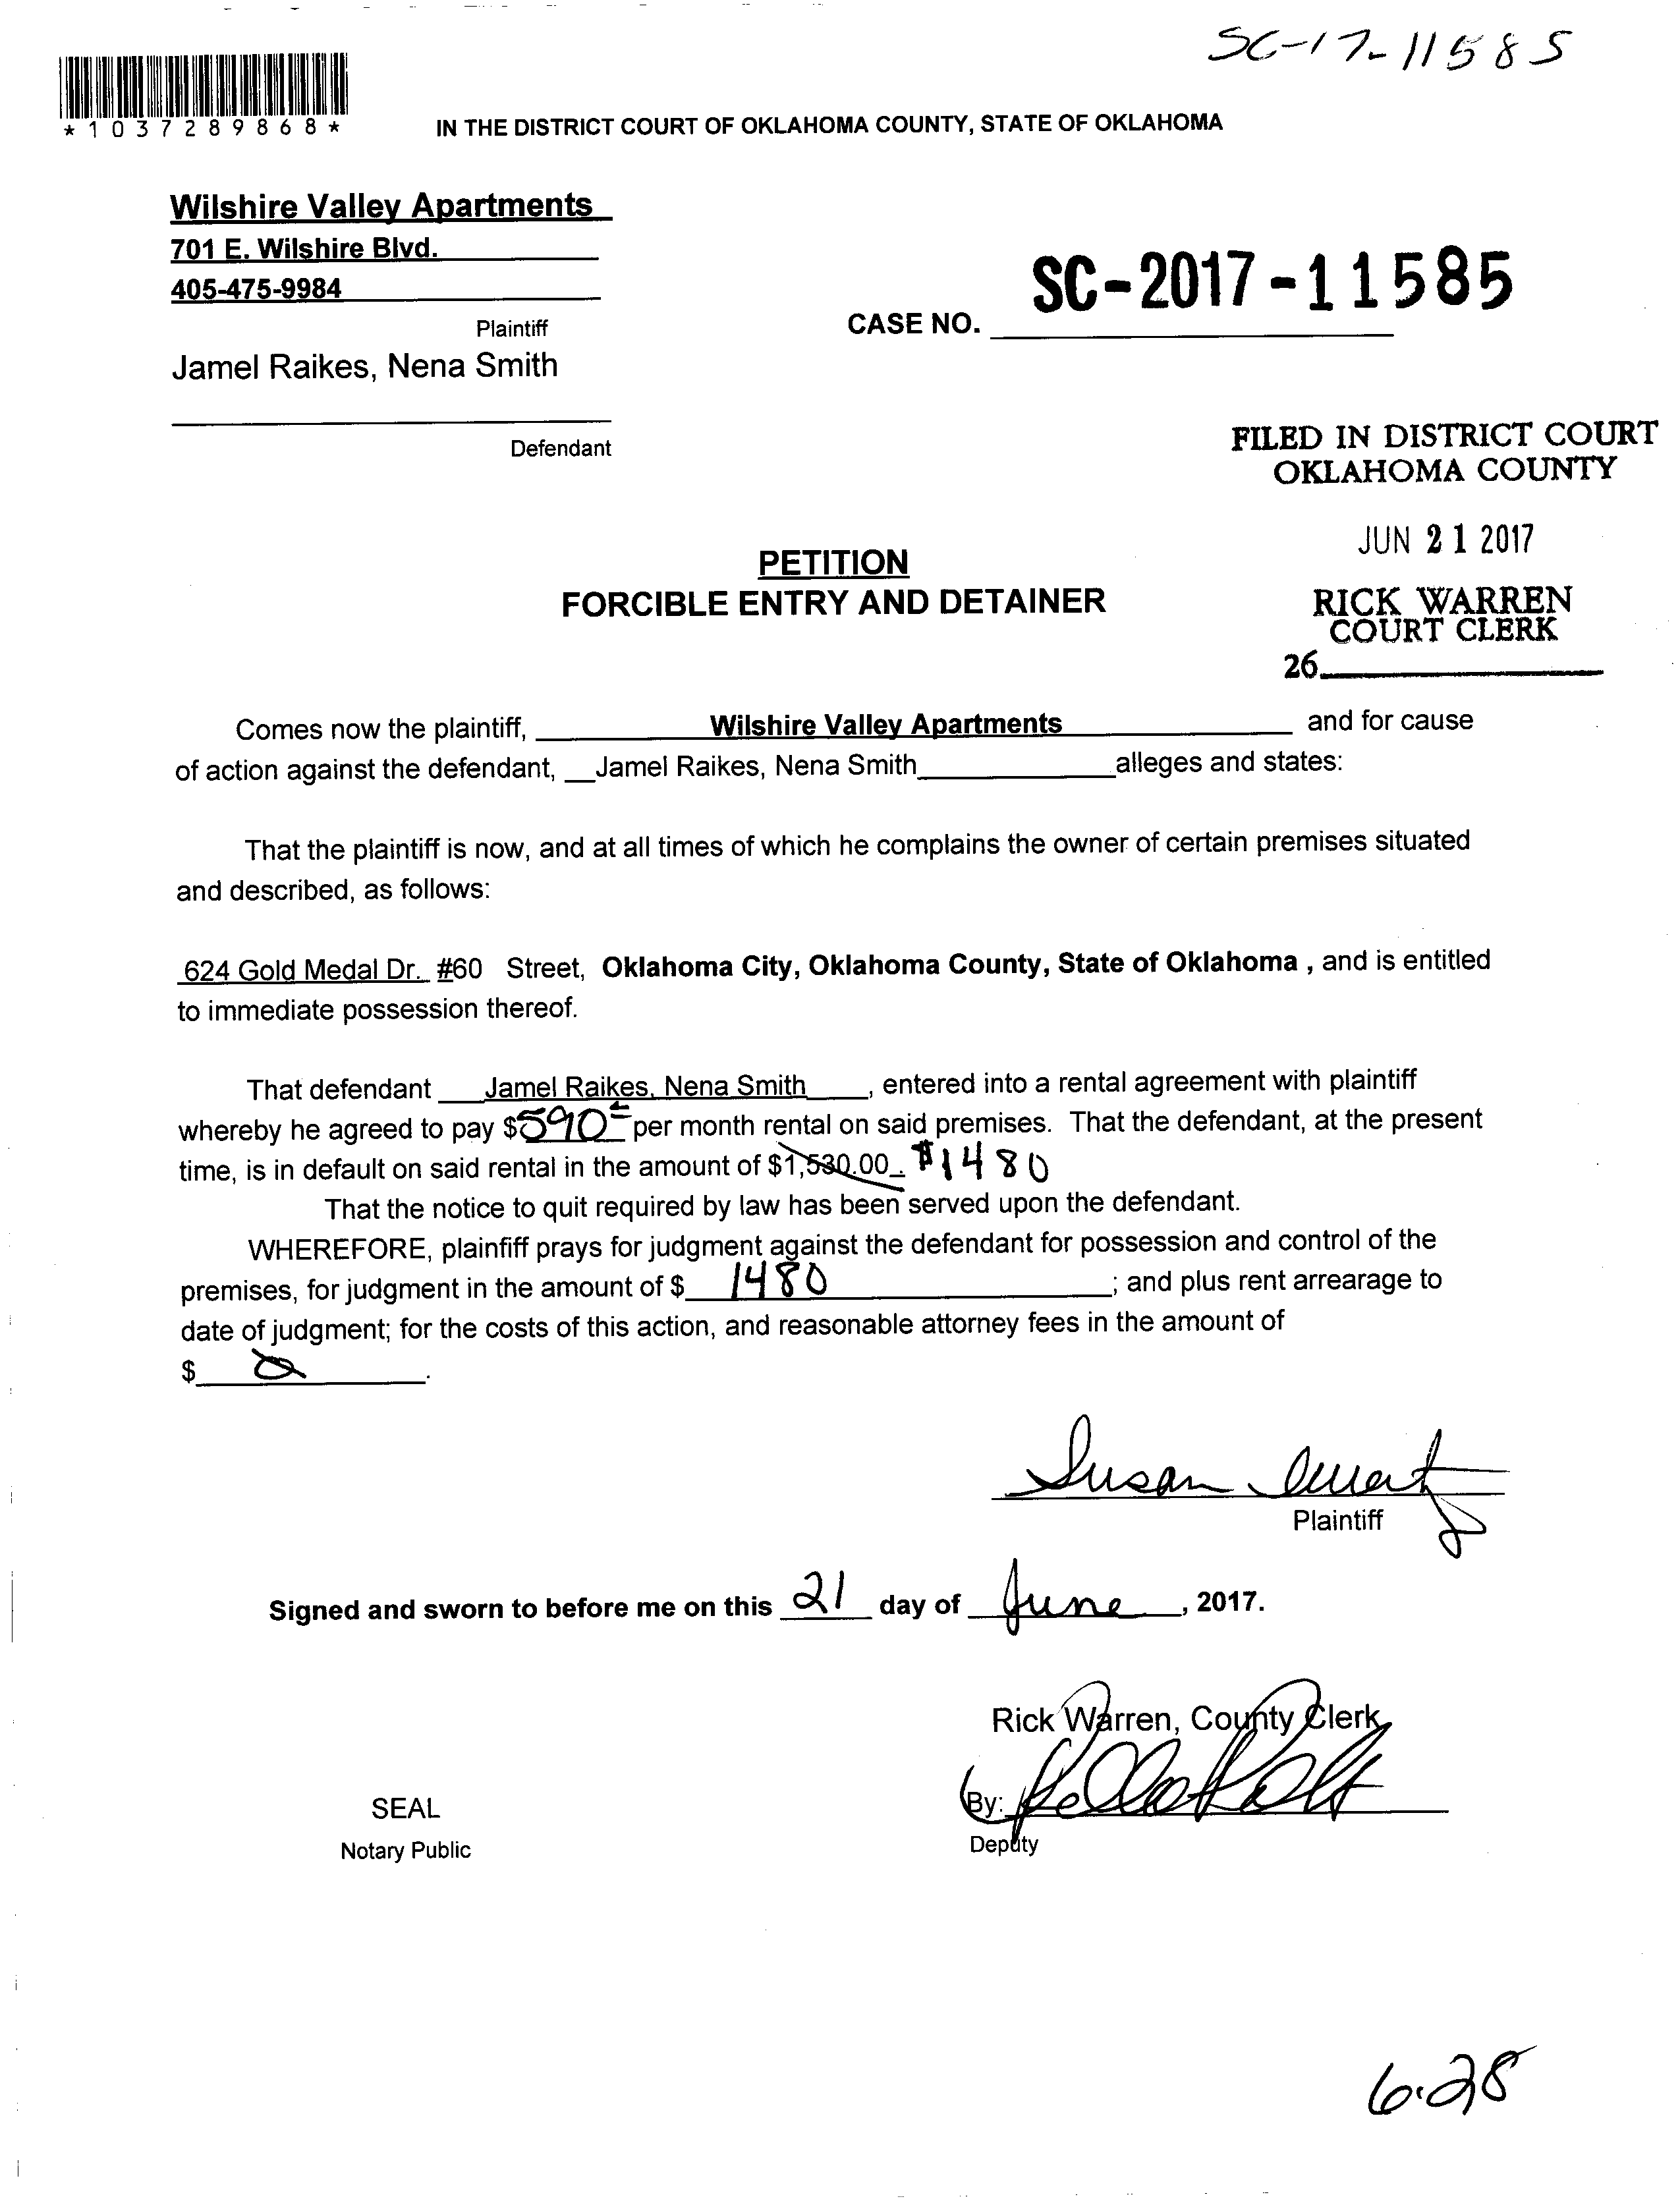 SC-17-11585
*1037289868*
IN THE DISTRICT COURT OF OKLAHOMA COUNTY, STATE OF OKLAHOMA
Wilshire Valley Apartments
701 E. Wilshire Blvd.
405-475-9984
Plaintiff
SC-2017-11585
CASE NO.
Jamel Raikes, Nena Smith
Defendant
FILED IN DISTRICT COURT
OKLAHOMA COUNTY
JUN 21 2017
RICK WARREN
COURT CLERK
26
PETITION
FORCIBLE ENTRY AND DETAINER
Comes now the plaintiff, Wilshire Valley Apartments and for cause
of action against the defendant, Jamel Raikes, Nena Smith alleges and states:
That the plaintiff is now, and at all times of which he complains the owner of certain premises situated
and described, as follows:
624 Gold Medal Dr. #60 Street, Oklahoma City, Oklahoma County, State of Oklahoma , and is entitled
to immediate possession thereof.
That defendant Jamel Raikes, Nena Smith , entered into a rental agreement with plaintiff
whereby he agreed to pay $590 per month rental on said premises. That the defendant, at the present
time, is in default on said rental in the amount of $1,530.00 . $1480
That the notice to quit required by law has been served upon the defendant.
WHEREFORE, plainfiff prays for judgment against the defendant for possession and control of the
premises, for judgment in the amount of $ 1480 ; and plus rent arrearage to
date of judgment; for the costs of this action, and reasonable attorney fees in the amount of
$ 0 .
Susan
Plaintiff
Signed and sworn to before me on this 21 day of June , 2017.
Rick Warren, County Clerk
By:
Deputy
SEAL
Notary Public
6.28